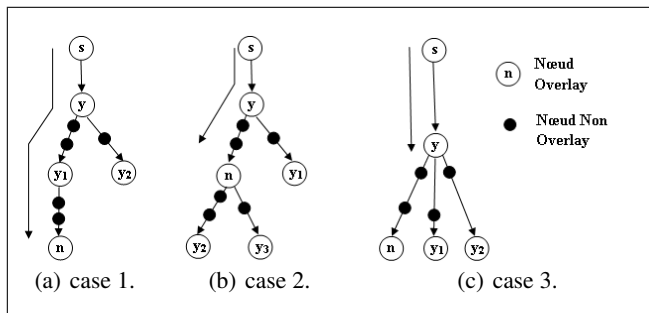 s
y
y1
y2
n
(a) case 1.
s
y
n
y1
y2
y3
(b) case 2.
s
y
n
y1
y2
(c) case 3.
n
Nœud
Overlay
Nœud Non
Overlay